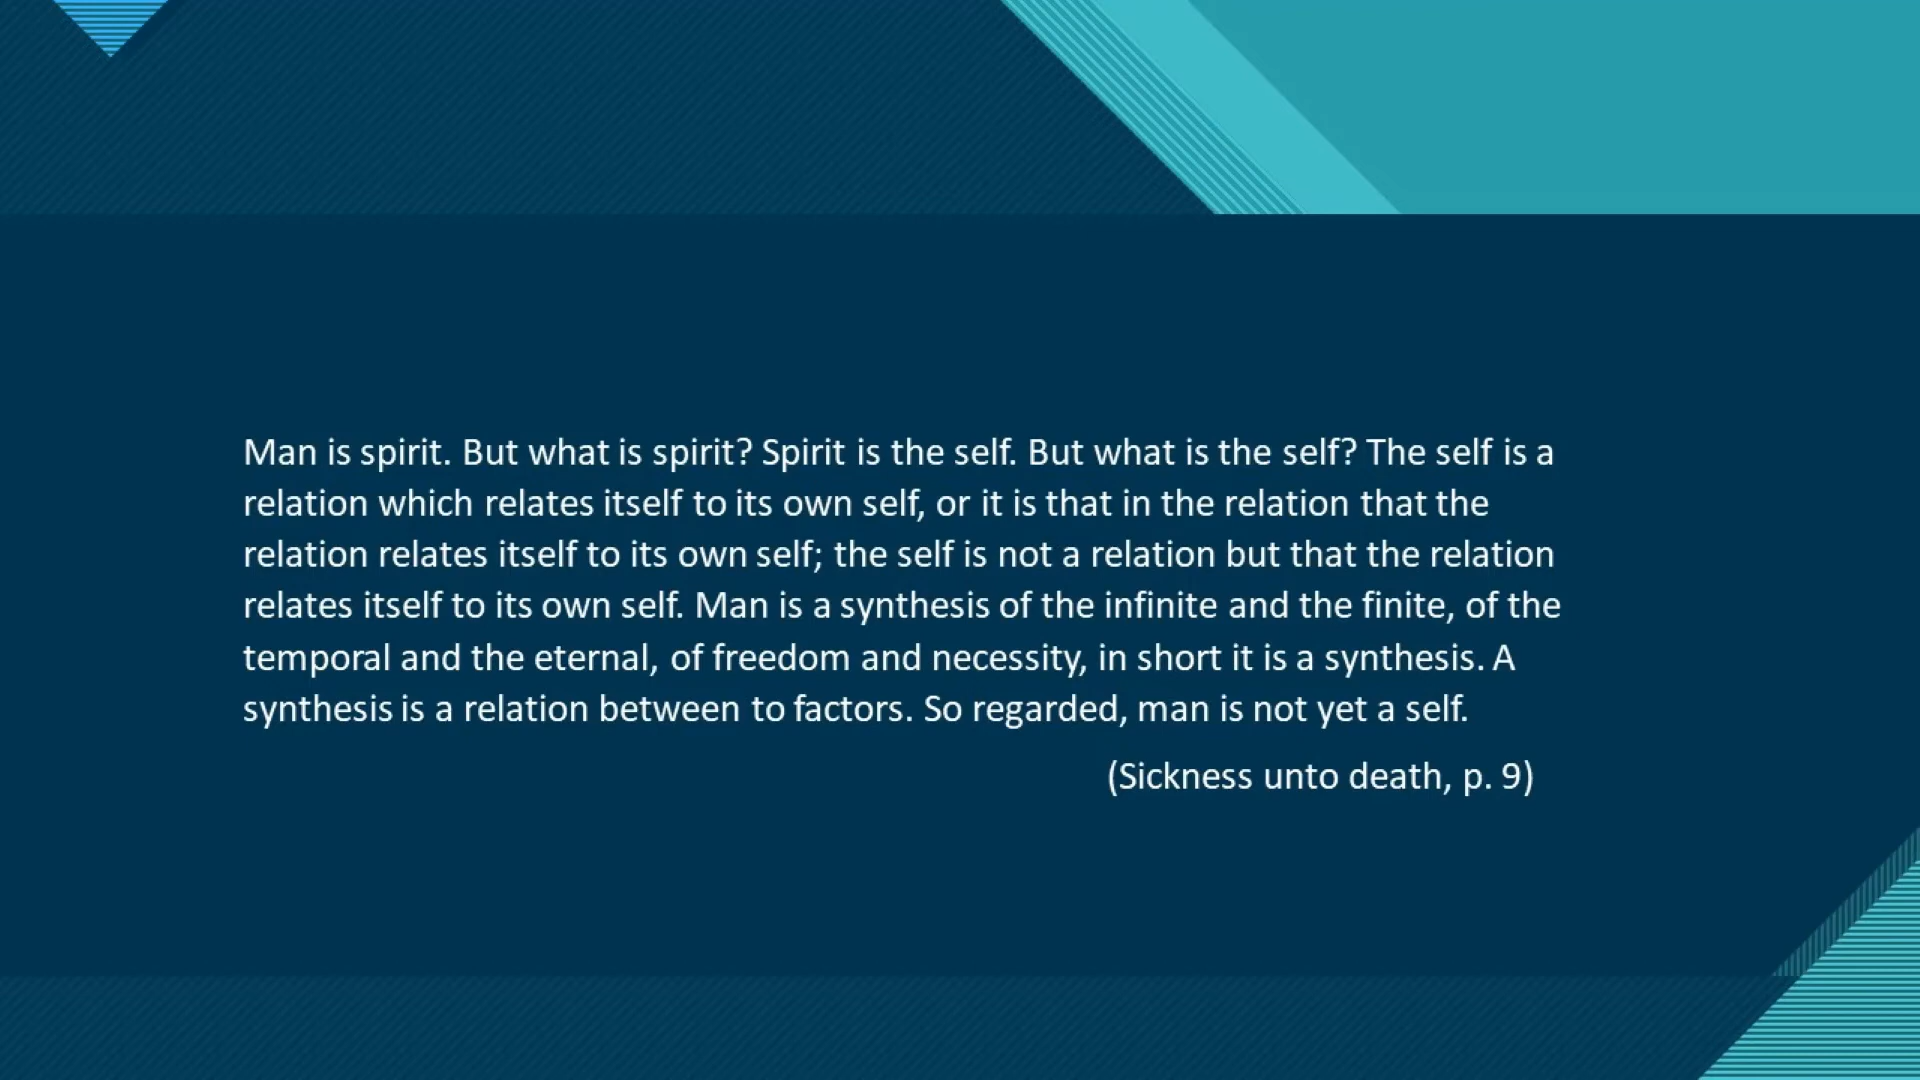 Man is spirit. But what is spirit? Spirit is the self. But what is the self? The self is a
relation which relates itself to its own self, or it is that in the relation that the
relation relates itself to its own self; the self is not a relation but that the relation
relates itself to its own self. Man is a synthesis of the infinite and the finite, of the
temporal and the eternal, of freedom and necessity, in short it is a synthesis. A
synthesis is a relation between to factors. So regarded, man is not yet a self.
(Sickness unto death, p. 9)